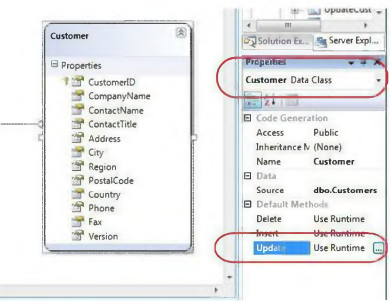 UpdateCust
Solution Ex...
Server Expl...
Customer
Properties
CustomerID
CompanyName
ContactName
ContactTitle
Address
City
Region
PostalCode
Country
Phone
Fax
Version
Properties
Customer Data Class
Code Generation
Access Public
Inheritance M (None)
Name Customer
Data
Source dbo.Customers
Default Methods
Delete Use Runtime
Insert Use Runtime
Update Use Runtime ...